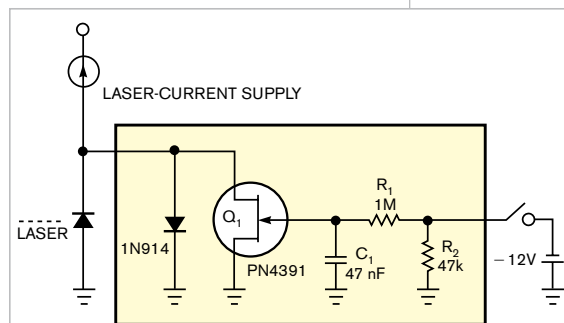 LASER-CURRENT SUPPLY
LASER
1N914
Q1
PN4391
C1
47 nF
R1
1M
R2
47k
−12V